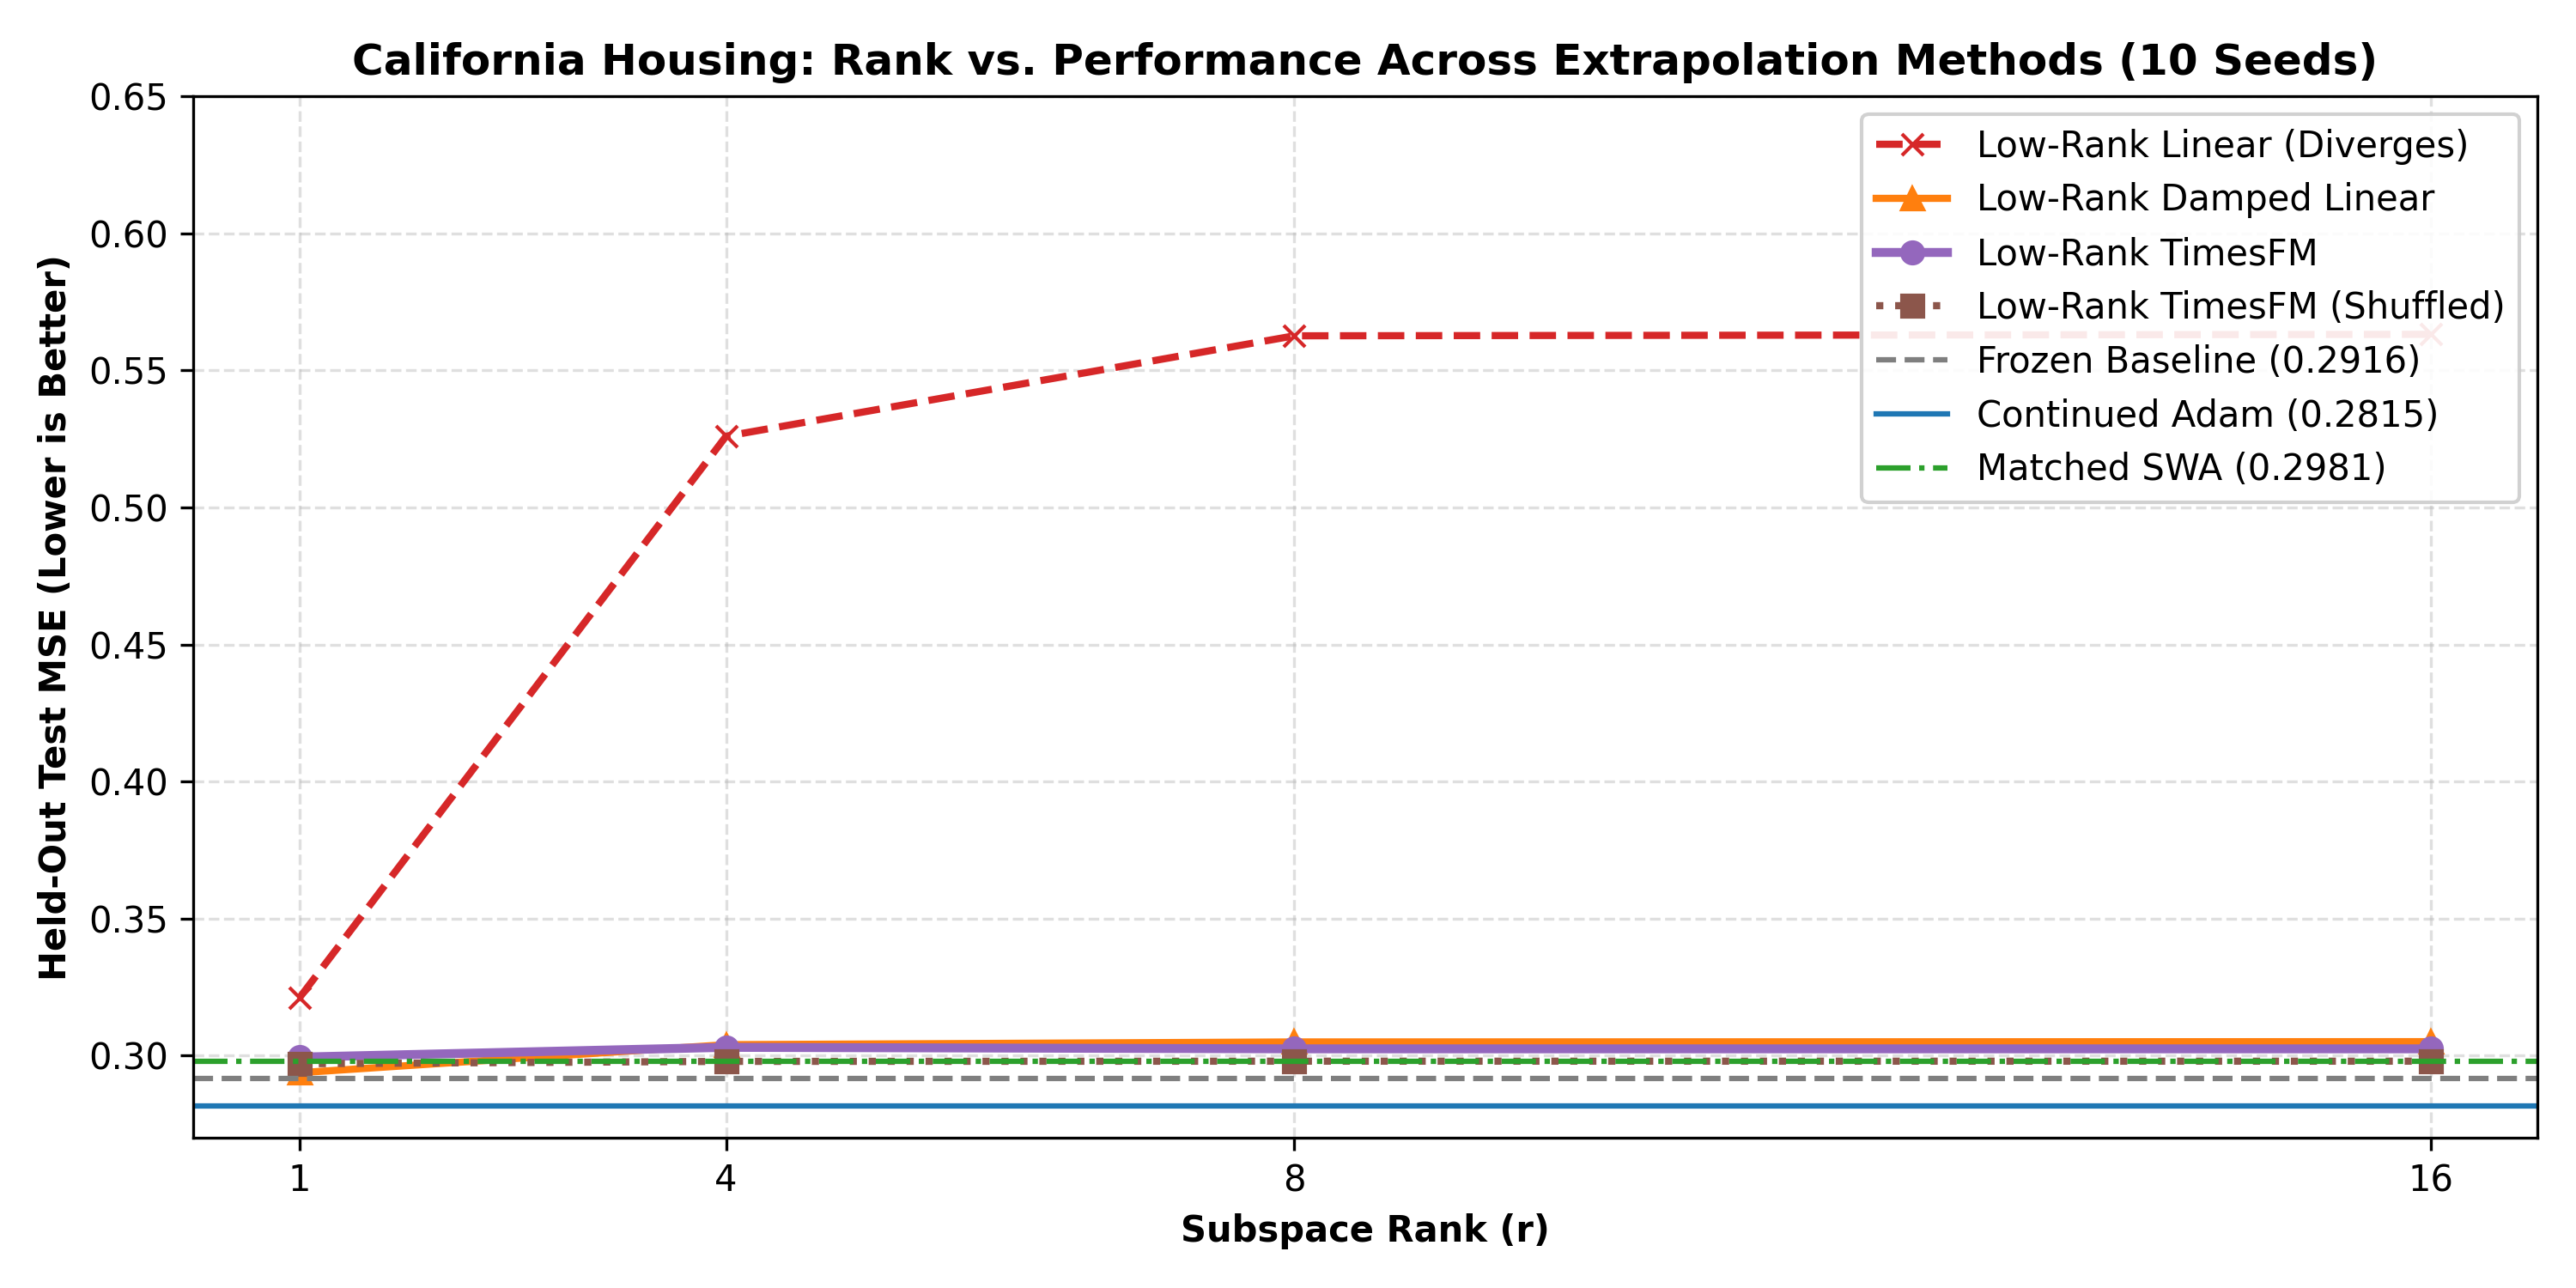 California Housing: Rank vs. Performance Across Extrapolation Methods (10 Seeds)
Held-Out Test MSE (Lower is Better)
0.65
0.60
0.55
0.50
0.45
0.40
0.35
0.30
Low-Rank Linear (Diverges)
Low-Rank Damped Linear
Low-Rank TimesFM
Low-Rank TimesFM (Shuffled)
Frozen Baseline (0.2916)
Continued Adam (0.2815)
Matched SWA (0.2981)
1 4 8 16
Subspace Rank (r)